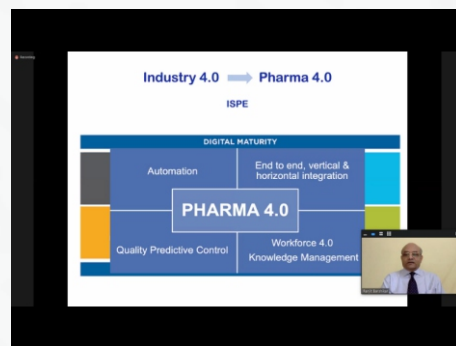 Industry 4.0 Pharma 4.0
ISPE
DIGITAL MATURITY
Automation
End to end, vertical &
horizontal integration
PHARMA 4.0
Quality Predictive Control
Workforce 4.0
Knowledge Management